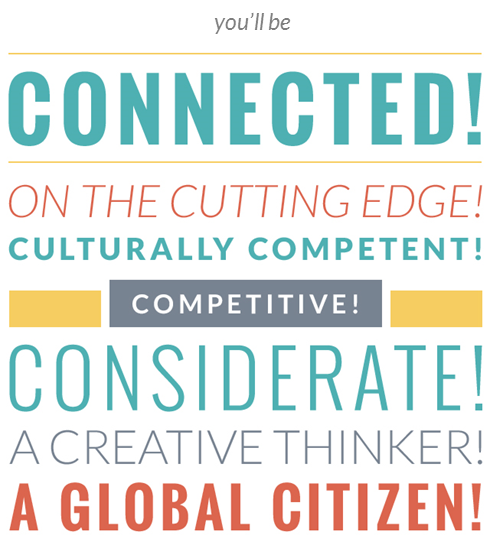 you'll be
CONNECTED!
ON THE CUTTING EDGE!
CULTURALLY COMPETENT!
COMPETITIVE!
CONSIDERATE!
A CREATIVE THINKER!
A GLOBAL CITIZEN!